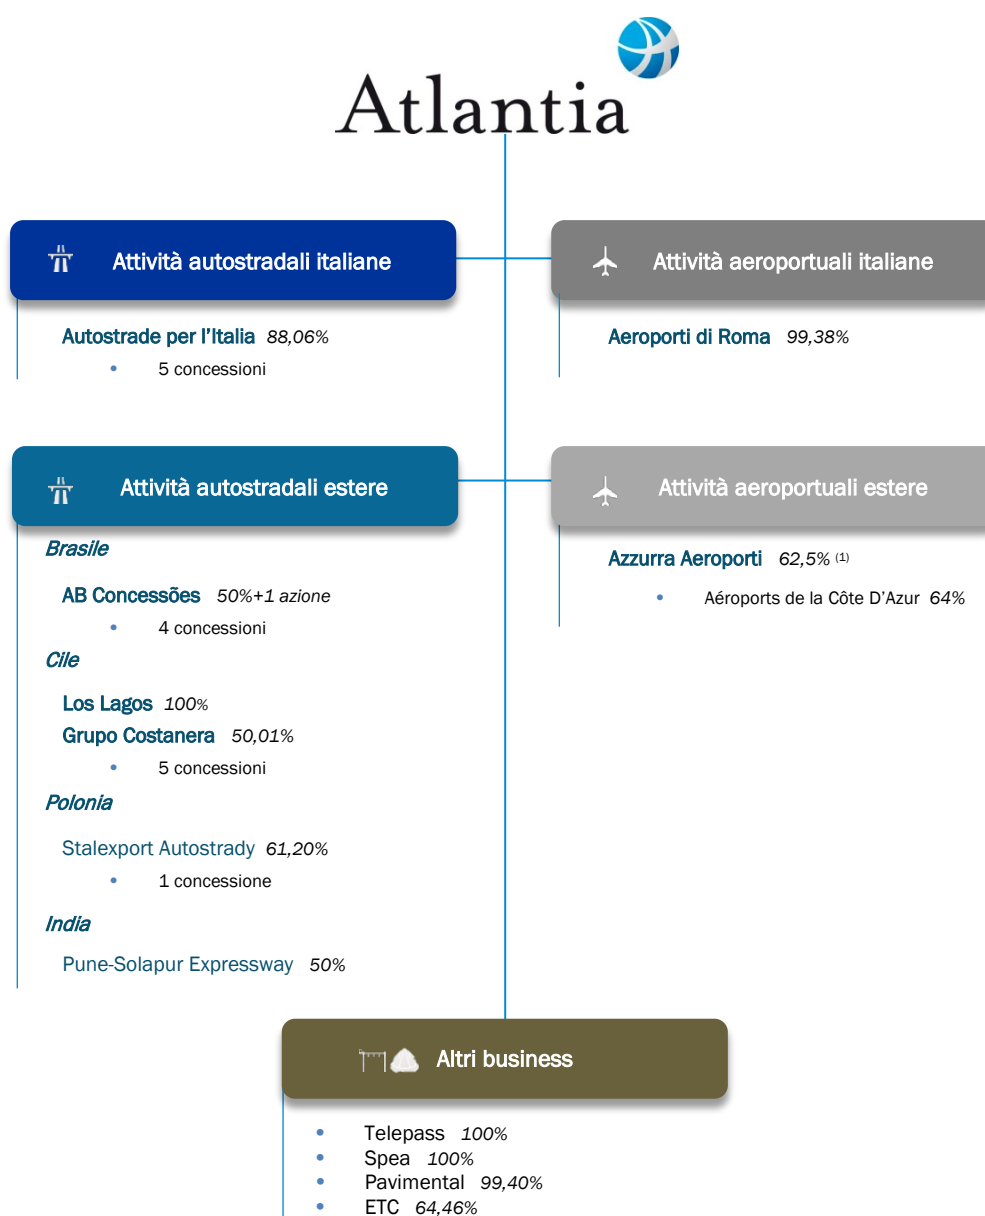 Atlantia
Attività autostradali italiane
Autostrade per l'Italia 88,06%
• 5 concessioni
Attività aeroportuali italiane
Aeroporti di Roma 99,38%
Attività autostradali estere
Brasile
AB Concessões 50%+1 azione
• 4 concessioni
Cile
Los Lagos 100%
Grupo Costanera 50,01%
• 5 concessioni
Polonia
Stalexport Autostrady 61,20%
• 1 concessione
India
Pune-Solapur Expressway 50%
Attività aeroportuali estere
Azzurra Aeroporti 62,5% (1)
• Aéroports de la Côte D'Azur 64%
Altri business
• Telepass 100%
• Spea 100%
• Pavimental 99,40%
• ETC 64,46%